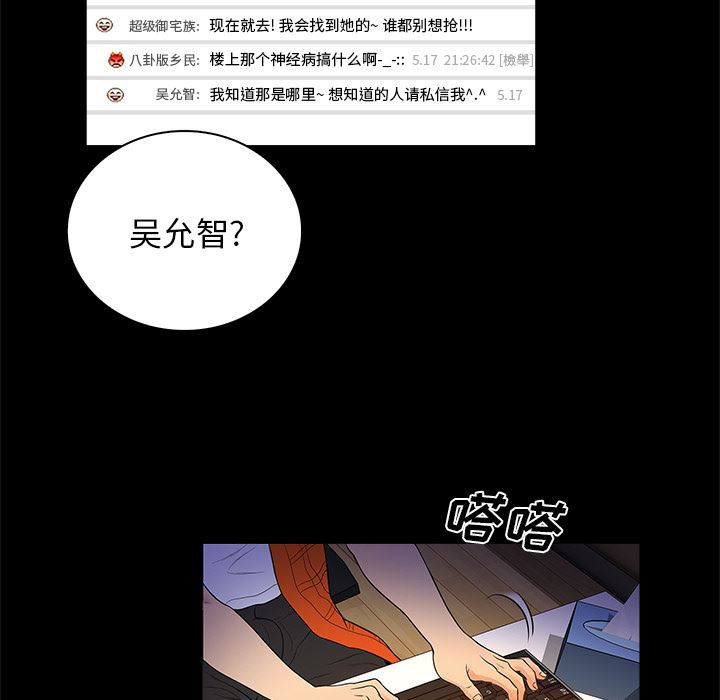 超级御宅族: 现在就去! 我会找到她的~ 谁都别想抢!!!
八卦版乡民: 楼上那个神经病搞什么啊-_-:: 5.17 21:26:42 [檢舉]
吴允智: 我知道那是哪里~ 想知道的人请私信我^.^ 5.17
吴允智?
嗒嗒